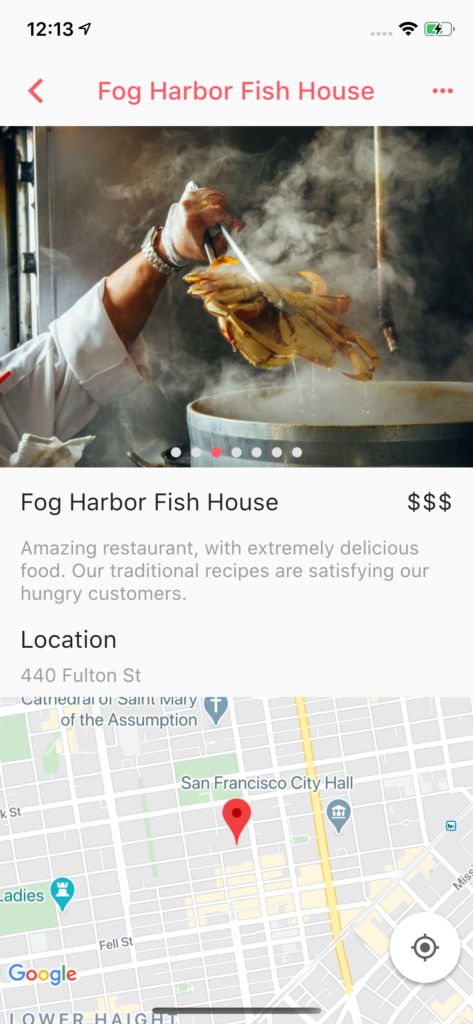 12:13
Fog Harbor Fish House
Fog Harbor Fish House
$$$
Amazing restaurant, with extremely delicious
food. Our traditional recipes are satisfying our
hungry customers.
Location
440 Fulton St
Cathedral of Saint Mary
of the Assumption
San Francisco City Hall
k St
Ladies
Miss
Fell St
Google
LOWER HAIGHT